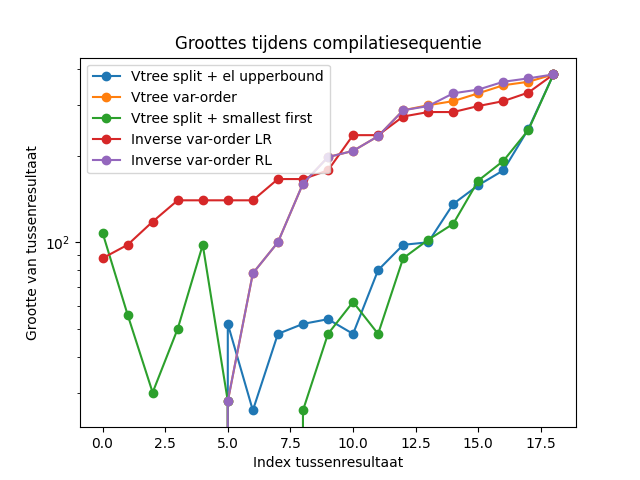 Groottes tijdens compilatiesequentie
Vtree split + el upperbound
Vtree var-order
Vtree split + smallest first
Inverse var-order LR
Inverse var-order RL
Grootte van tussenresultaat
10²
0.0 2.5 5.0 7.5 10.0 12.5 15.0 17.5
Index tussenresultaat